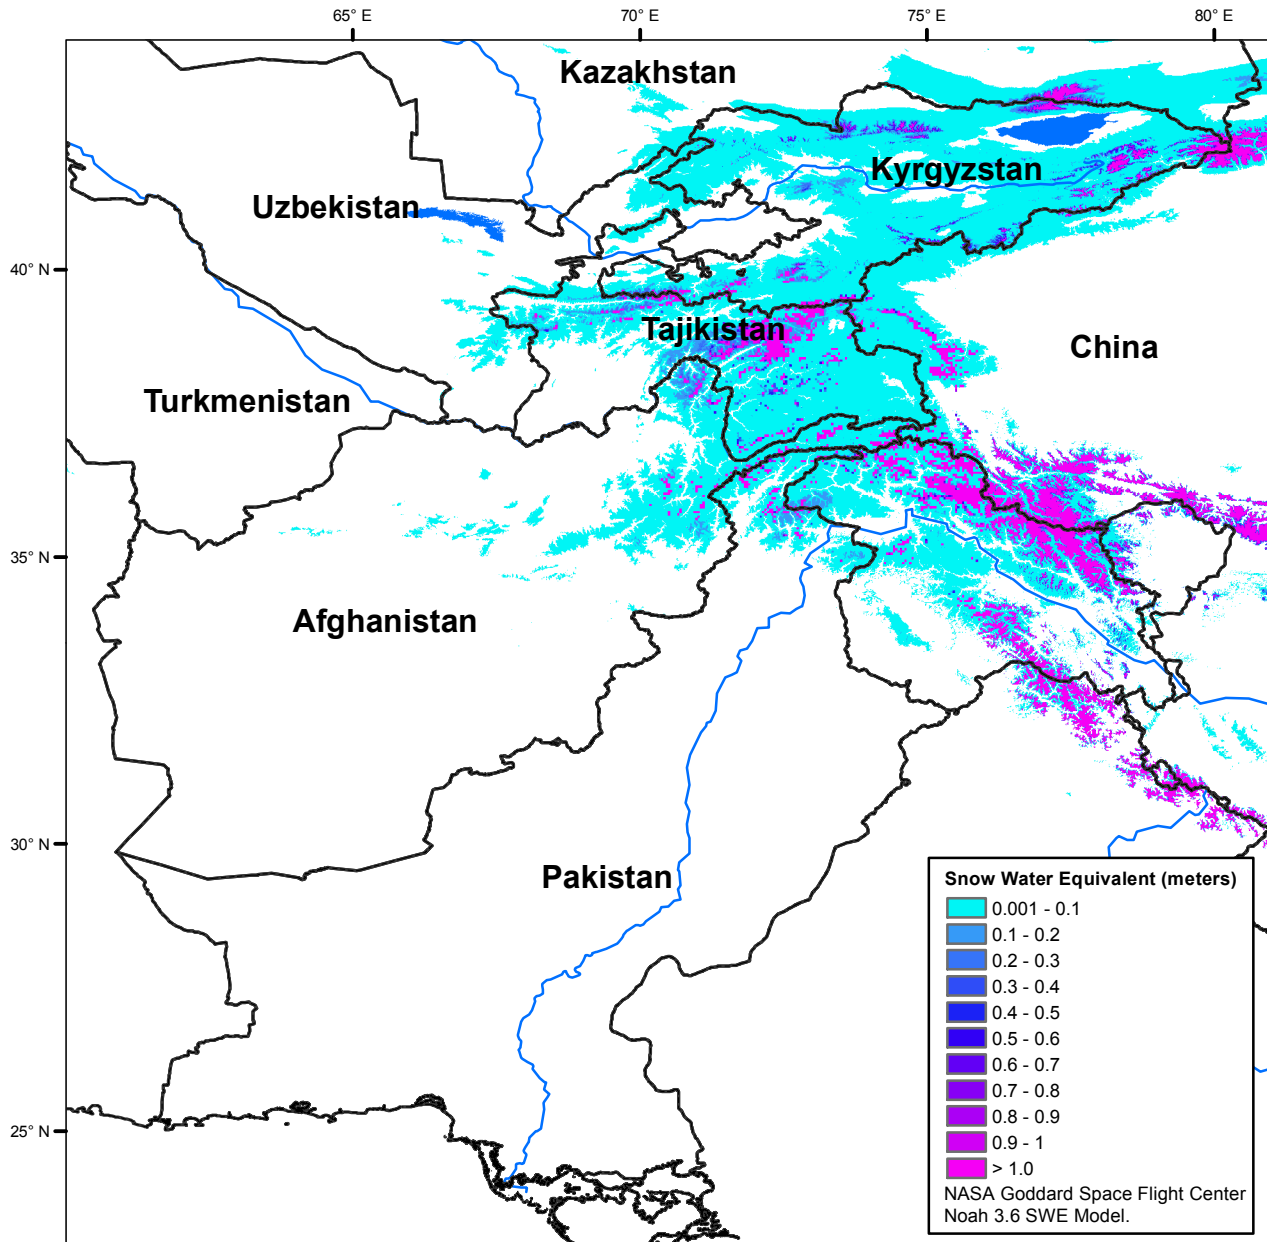 65° E
70° E
75° E
80° E
Kazakhstan
Kyrgyzstan
Uzbekistan
40° N
Tajikistan
China
Turkmenistan
35° N
Afghanistan
30° N
Pakistan
25° N
Snow Water Equivalent (meters)
0.001 - 0.1
0.1 - 0.2
0.2 - 0.3
0.3 - 0.4
0.4 - 0.5
0.5 - 0.6
0.6 - 0.7
0.7 - 0.8
0.8 - 0.9
0.9 - 1
> 1.0
NASA Goddard Space Flight Center
Noah 3.6 SWE Model.